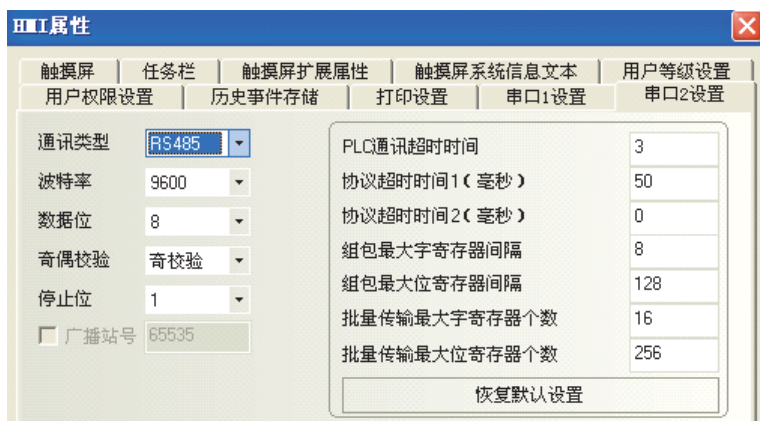 HMI属性
触摸屏 任务栏 触摸屏扩展属性 触摸屏系统信息文本 用户等级设置
用户权限设置 历史事件存储 打印设置 串口1设置 串口2设置
通讯类型 RS485
波特率 9600
数据位 8
奇偶校验 奇校验
停止位 1
广播站号 65535
PLC通讯超时时间 3
协议超时时间1(毫秒) 50
协议超时时间2(毫秒) 0
组包最大字寄存器间隔 8
组包最大位寄存器间隔 128
批量传输最大字寄存器个数 16
批量传输最大位寄存器个数 256
恢复默认设置